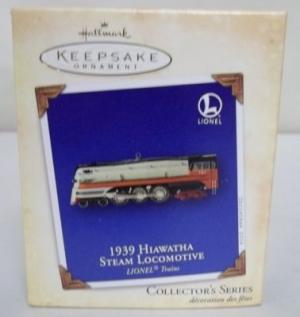 Hallmark
KEEPSAKE
ORNAMENT
LIONEL
1939 HIAWATHA
STEAM LOCOMOTIVE
LIONEL® Trains
COLLECTOR'S SERIES
décoration des fêtes